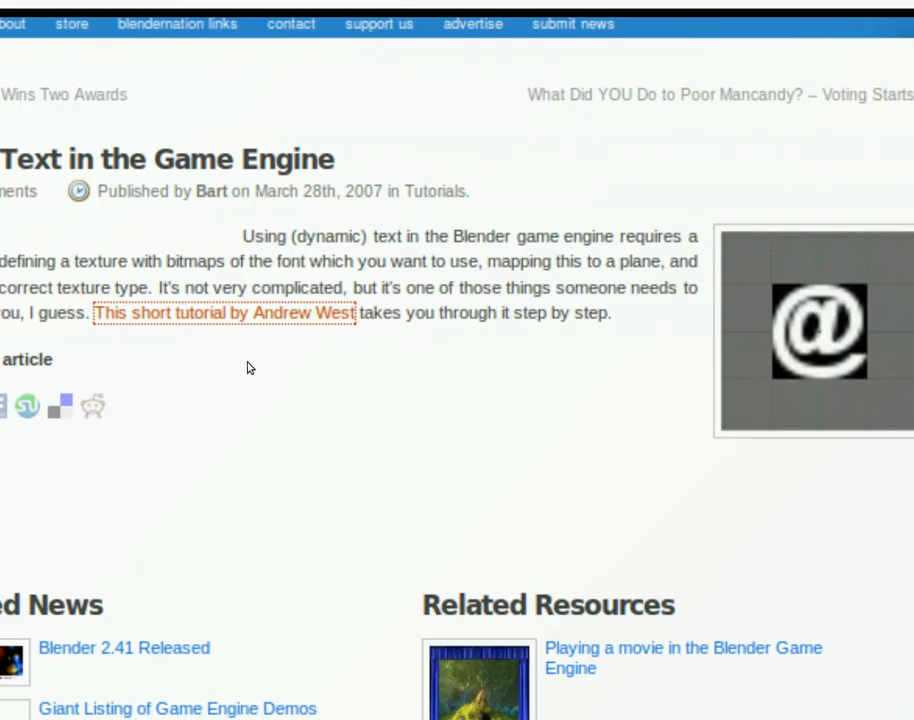 bout store blendernation links contact support us advertise submit news
Wins Two Awards
What Did YOU Do to Poor Mancandy? – Voting Starts
Text in the Game Engine
nents Published by Bart on March 28th, 2007 in Tutorials.
Using (dynamic) text in the Blender game engine requires a
defining a texture with bitmaps of the font which you want to use, mapping this to a plane, and
correct texture type. It's not very complicated, but it's one of those things someone needs to
ou, I guess. This short tutorial by Andrew West takes you through it step by step.
article
@
ed News
Blender 2.41 Released
Giant Listing of Game Engine Demos
Related Resources
Playing a movie in the Blender Game
Engine